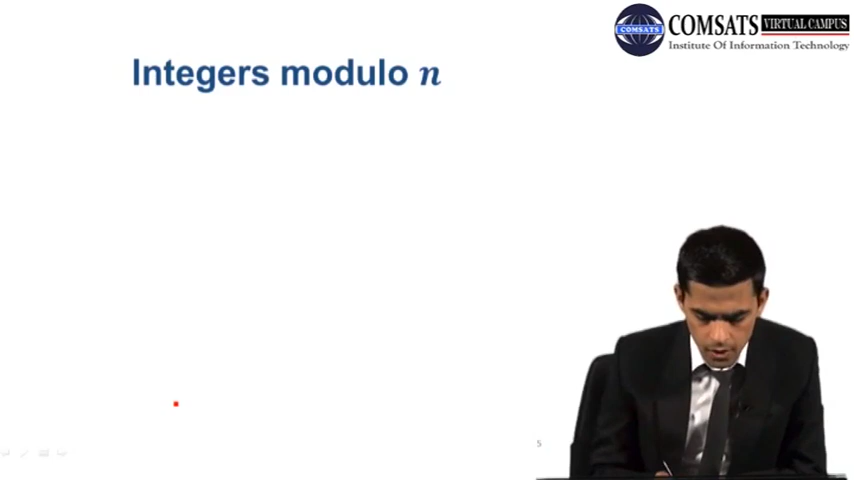 COMSATS VIRTUAL CAMPUS
COMSATS
Institute Of Information Technology
Integers modulo n
5